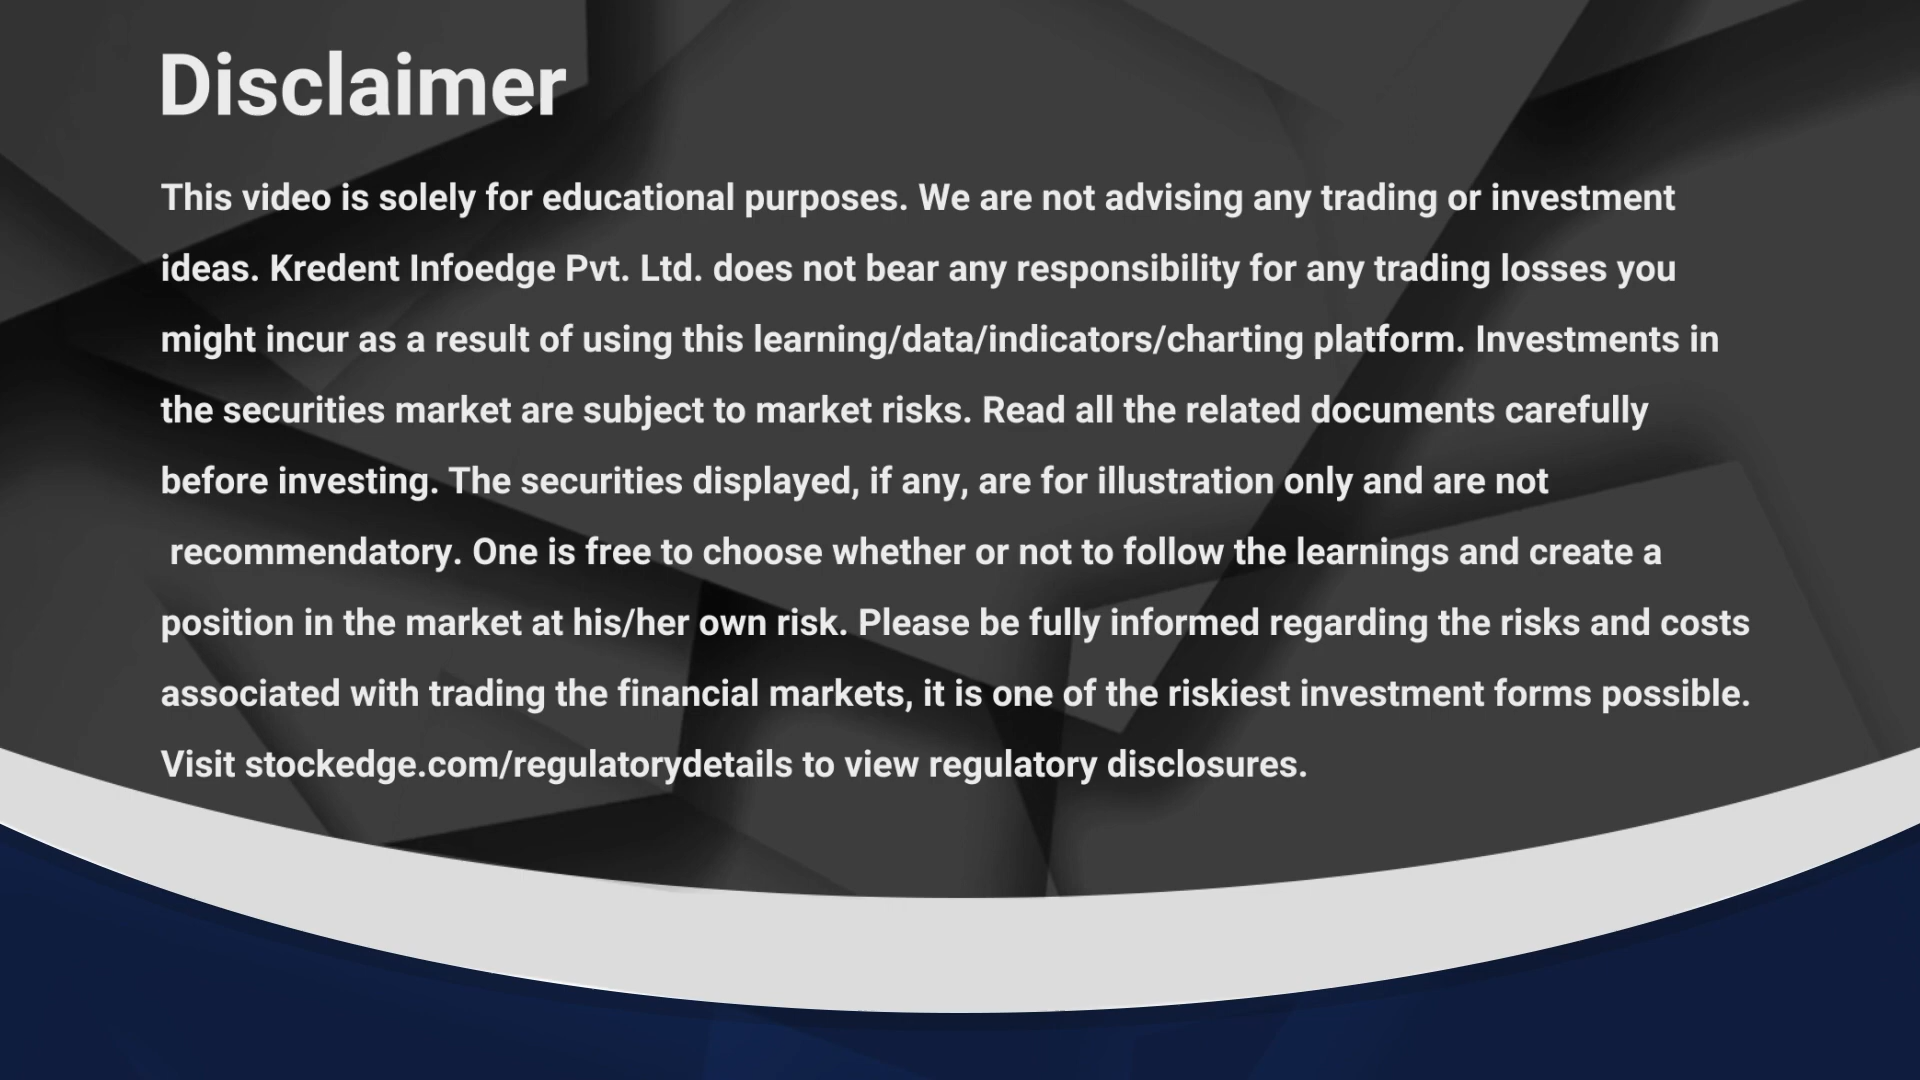 Disclaimer
This video is solely for educational purposes. We are not advising any trading or investment
ideas. Kredent Infoedge Pvt. Ltd. does not bear any responsibility for any trading losses you
might incur as a result of using this learning/data/indicators/charting platform. Investments in
the securities market are subject to market risks. Read all the related documents carefully
before investing. The securities displayed, if any, are for illustration only and are not
recommendatory. One is free to choose whether or not to follow the learnings and create a
position in the market at his/her own risk. Please be fully informed regarding the risks and costs
associated with trading the financial markets, it is one of the riskiest investment forms possible.
Visit stockedge.com/regulatorydetails to view regulatory disclosures.